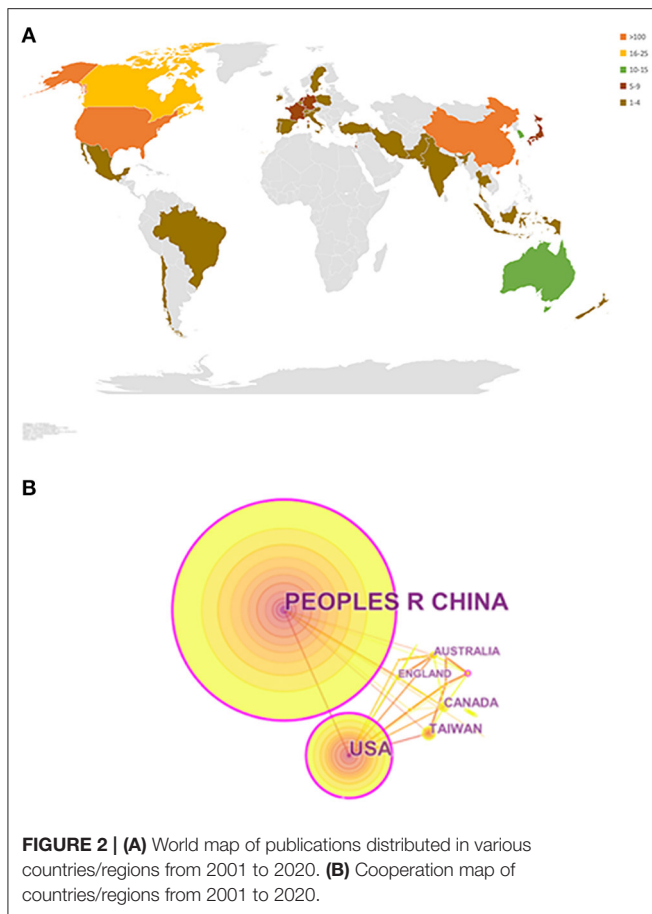 A
>100
16-25
10-15
5-9
1-4
B
PEOPLES R CHINA
AUSTRALIA
ENGLAND
CANADA
TAIWAN
USA
FIGURE 2 | (A) World map of publications distributed in various
countries/regions from 2001 to 2020. (B) Cooperation map of
countries/regions from 2001 to 2020.